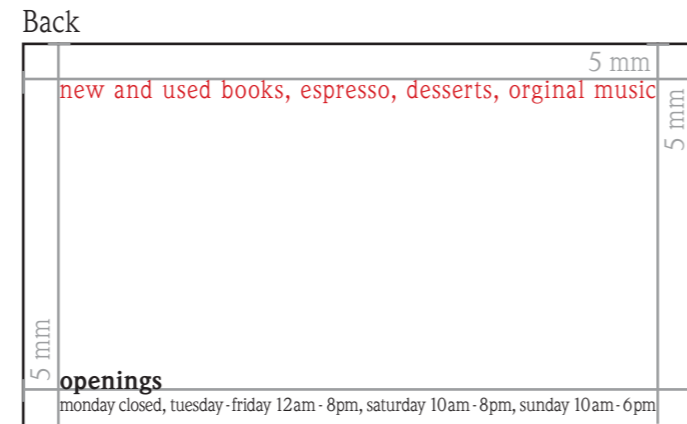 Back
5 mm
new and used books, espresso, desserts, orginal music
5 mm
5 mm
openings
monday closed, tuesday-friday 12am - 8pm, saturday 10am - 8pm, sunday 10am - 6pm